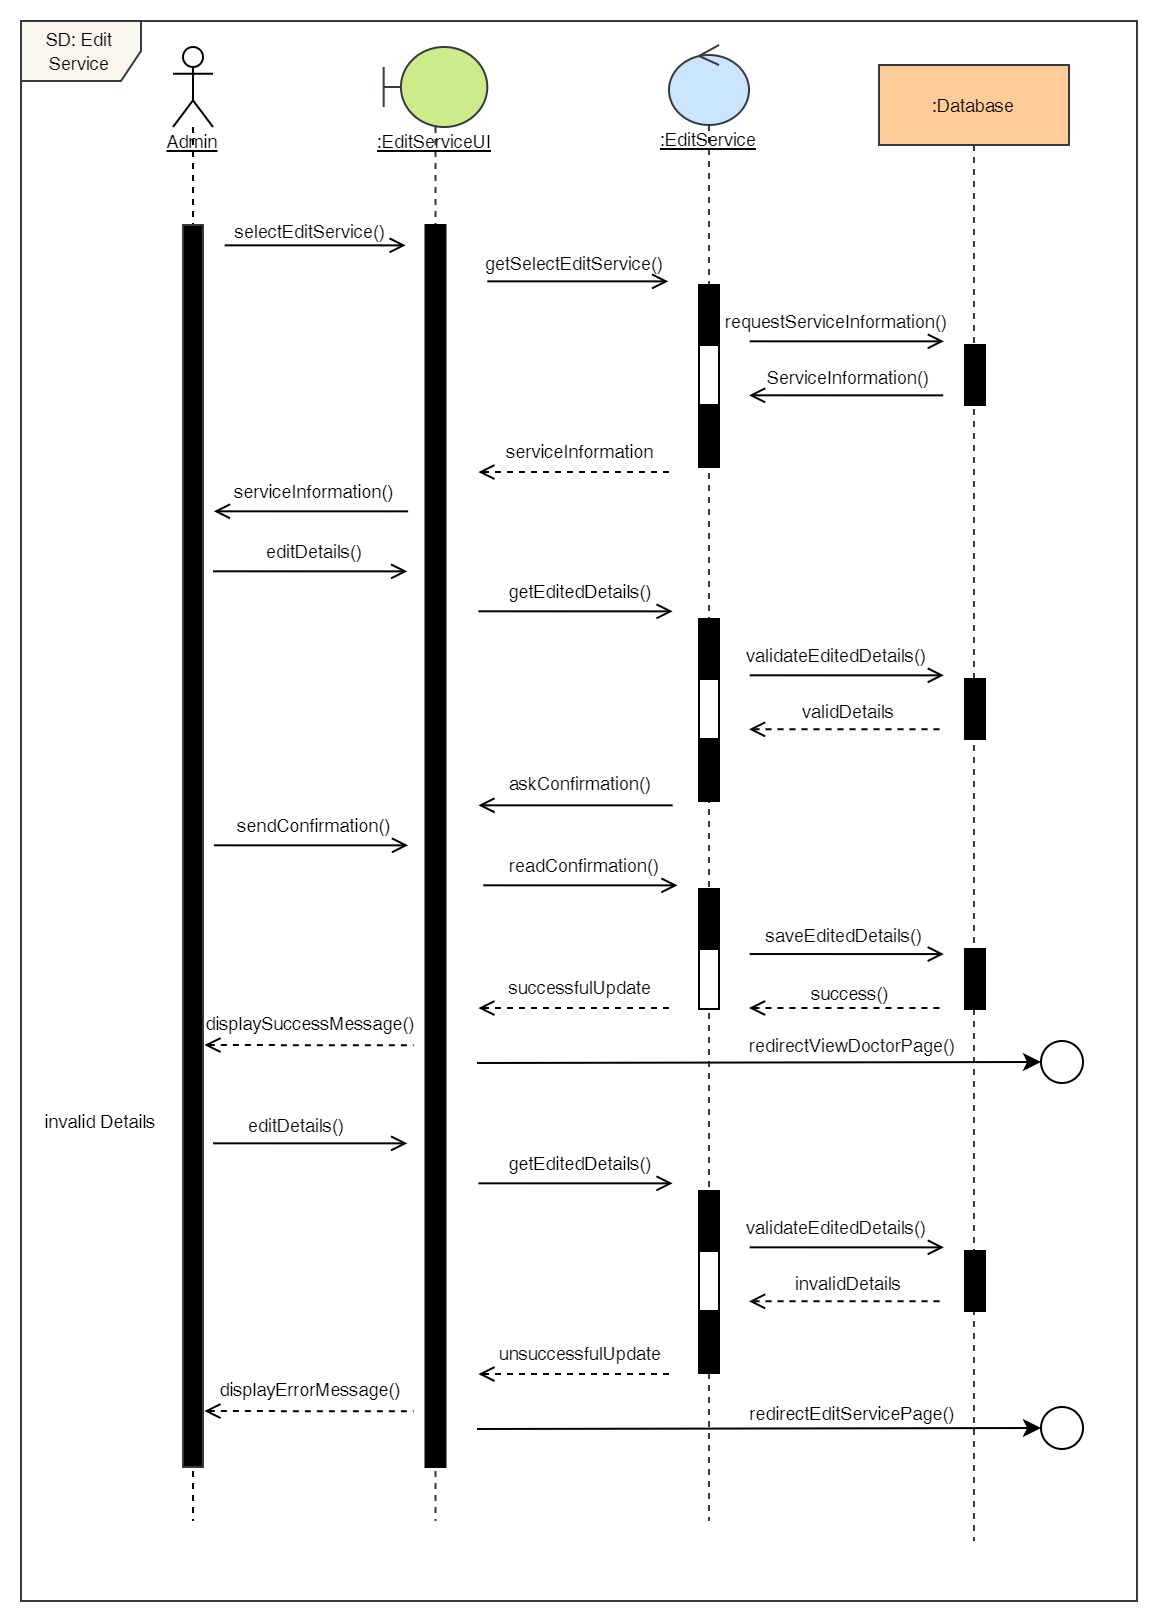 SD: Edit
Service
Admin
:EditServiceUI
:EditService
:Database
selectEditService()
getSelectEditService()
requestServiceInformation()
ServiceInformation()
serviceInformation
serviceInformation()
editDetails()
getEditedDetails()
validateEditedDetails()
validDetails
askConfirmation()
sendConfirmation()
readConfirmation()
saveEditedDetails()
successfulUpdate
success()
displaySuccessMessage()
redirectViewDoctorPage()
invalid Details
editDetails()
getEditedDetails()
validateEditedDetails()
invalidDetails
unsuccessfulUpdate
displayErrorMessage()
redirectEditServicePage()